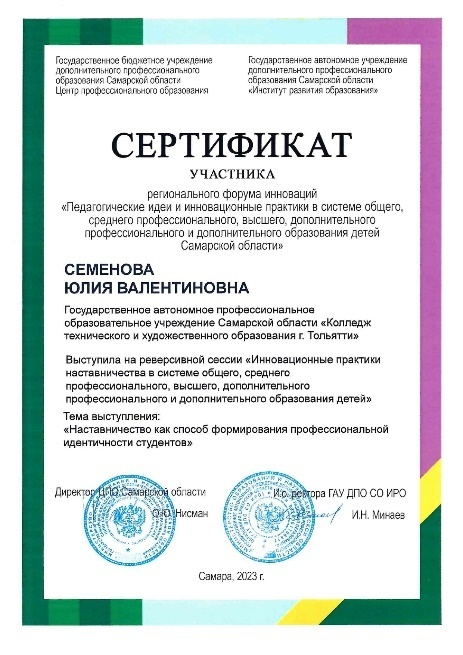 Государственное бюджетное учреждение
дополнительного профессионального
образования Самарской области
Центр профессионального образования
Государственное автономное учреждение
дополнительного профессионального
образования Самарской области
«Институт развития образования»
СЕРТИФИКАТ
УЧАСТНИКА
регионального форума инноваций
«Педагогические идеи и инновационные практики в системе общего,
среднего профессионального, высшего, дополнительного
профессионального и дополнительного образования детей
Самарской области»
СЕМЕНОВА
ЮЛИЯ ВАЛЕНТИНОВНА
Государственное автономное профессиональное
образовательное учреждение Самарской области «Колледж
технического и художественного образования г. Тольятти»
Выступила на реверсивной сессии «Инновационные практики
наставничества в системе общего, среднего
профессионального, высшего, дополнительного
профессионального и дополнительного образования детей»
Тема выступления:
«Наставничество как способ формирования профессиональной
идентичности студентов»
Директор ЦПО Самарской области
Нисман
И.о. ректора ГАУ ДПО СО ИРО
И.Н. Минаев
Самара, 2023 г.